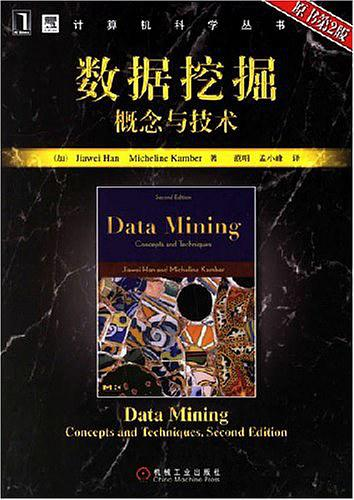 计算机科学丛书
原书第2版
数据挖掘
概念与技术
(加) Jiawei Han Micheline Kamber 著 范明 孟小峰 译
Second Edition
Data Mining
Concepts and Techniques
Jiawei Han and Micheline Kamber
Data Mining
Concepts and Techniques, Second Edition
机械工业出版社
China Machine Press